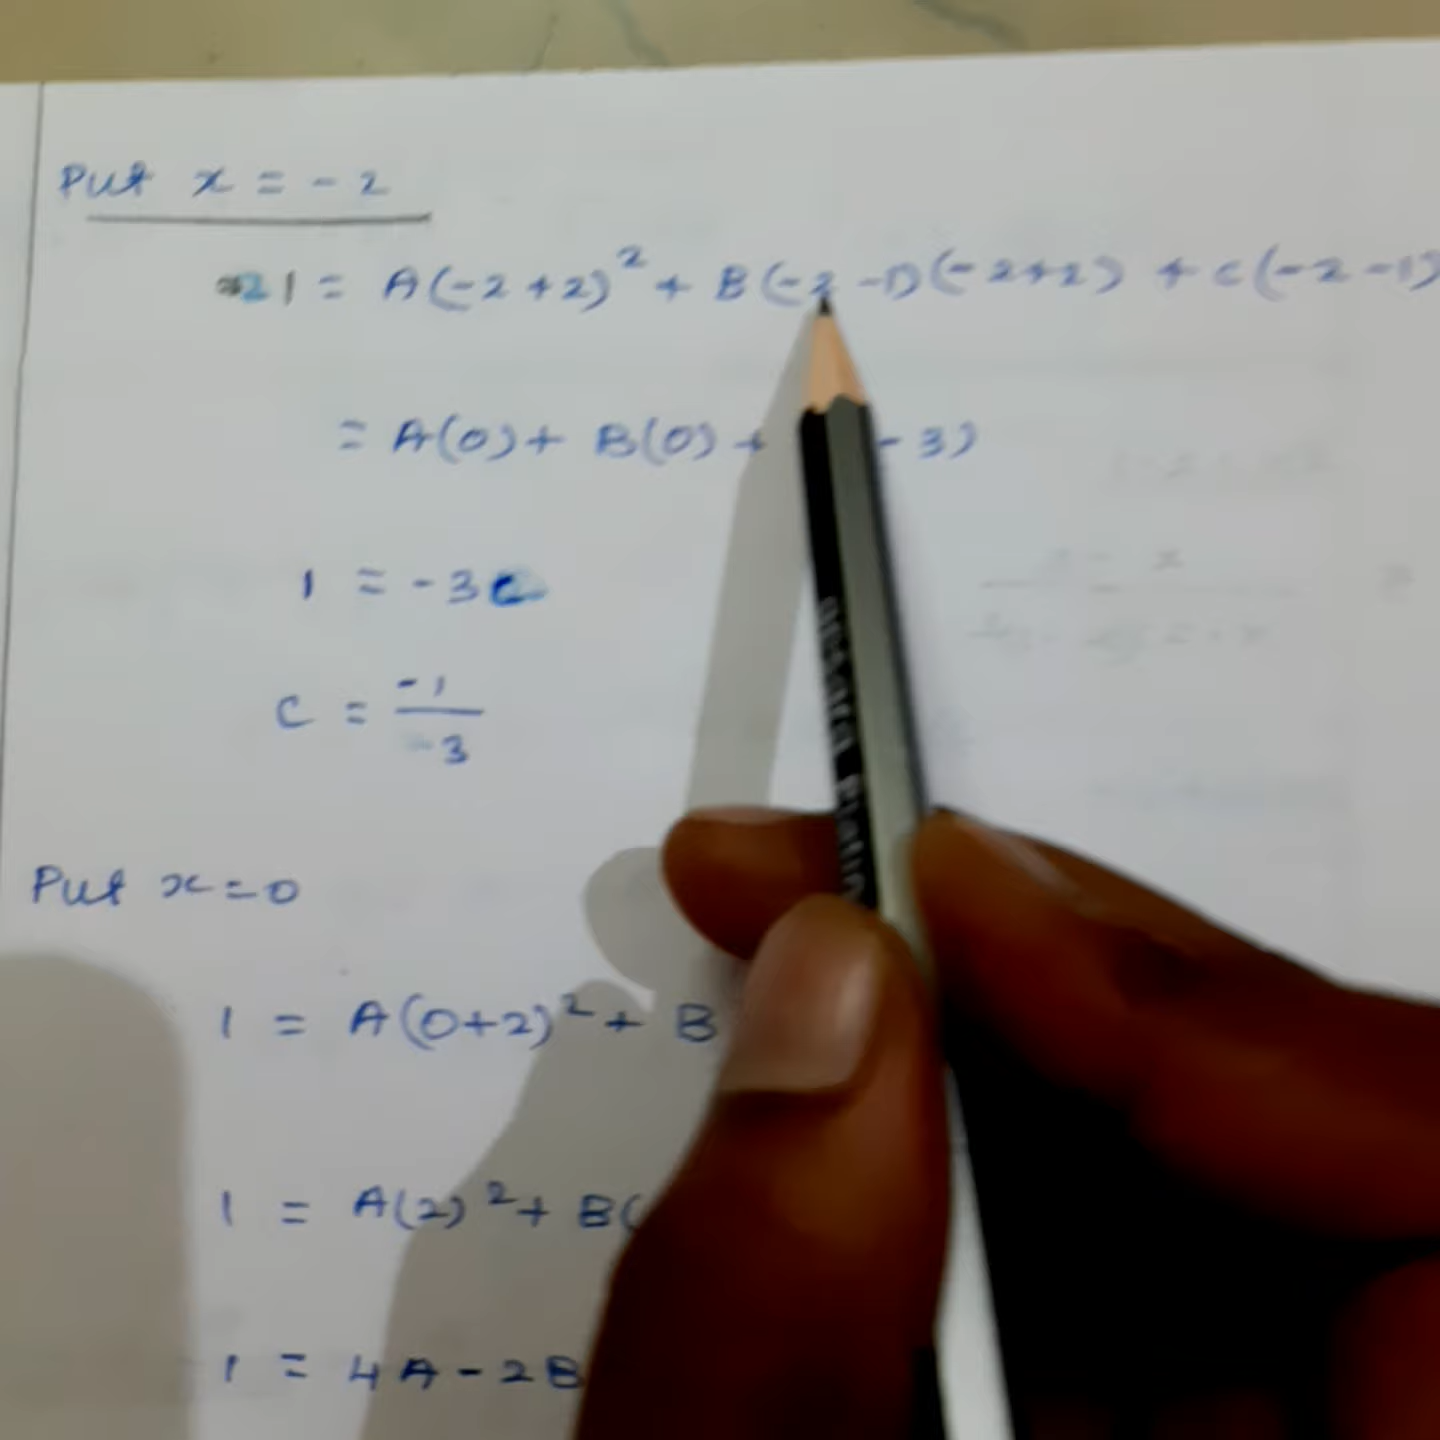 Put x = -2
1 = A(-2+2)² + B(-2-1)(-2+2) + C(-2-1)
= A(0) + B(0) + -3)
1 = -3C
C = -1/3
Put x=0
1 = A(0+2)² + B
1 = A(2)² + B(
1 = 4A-2B